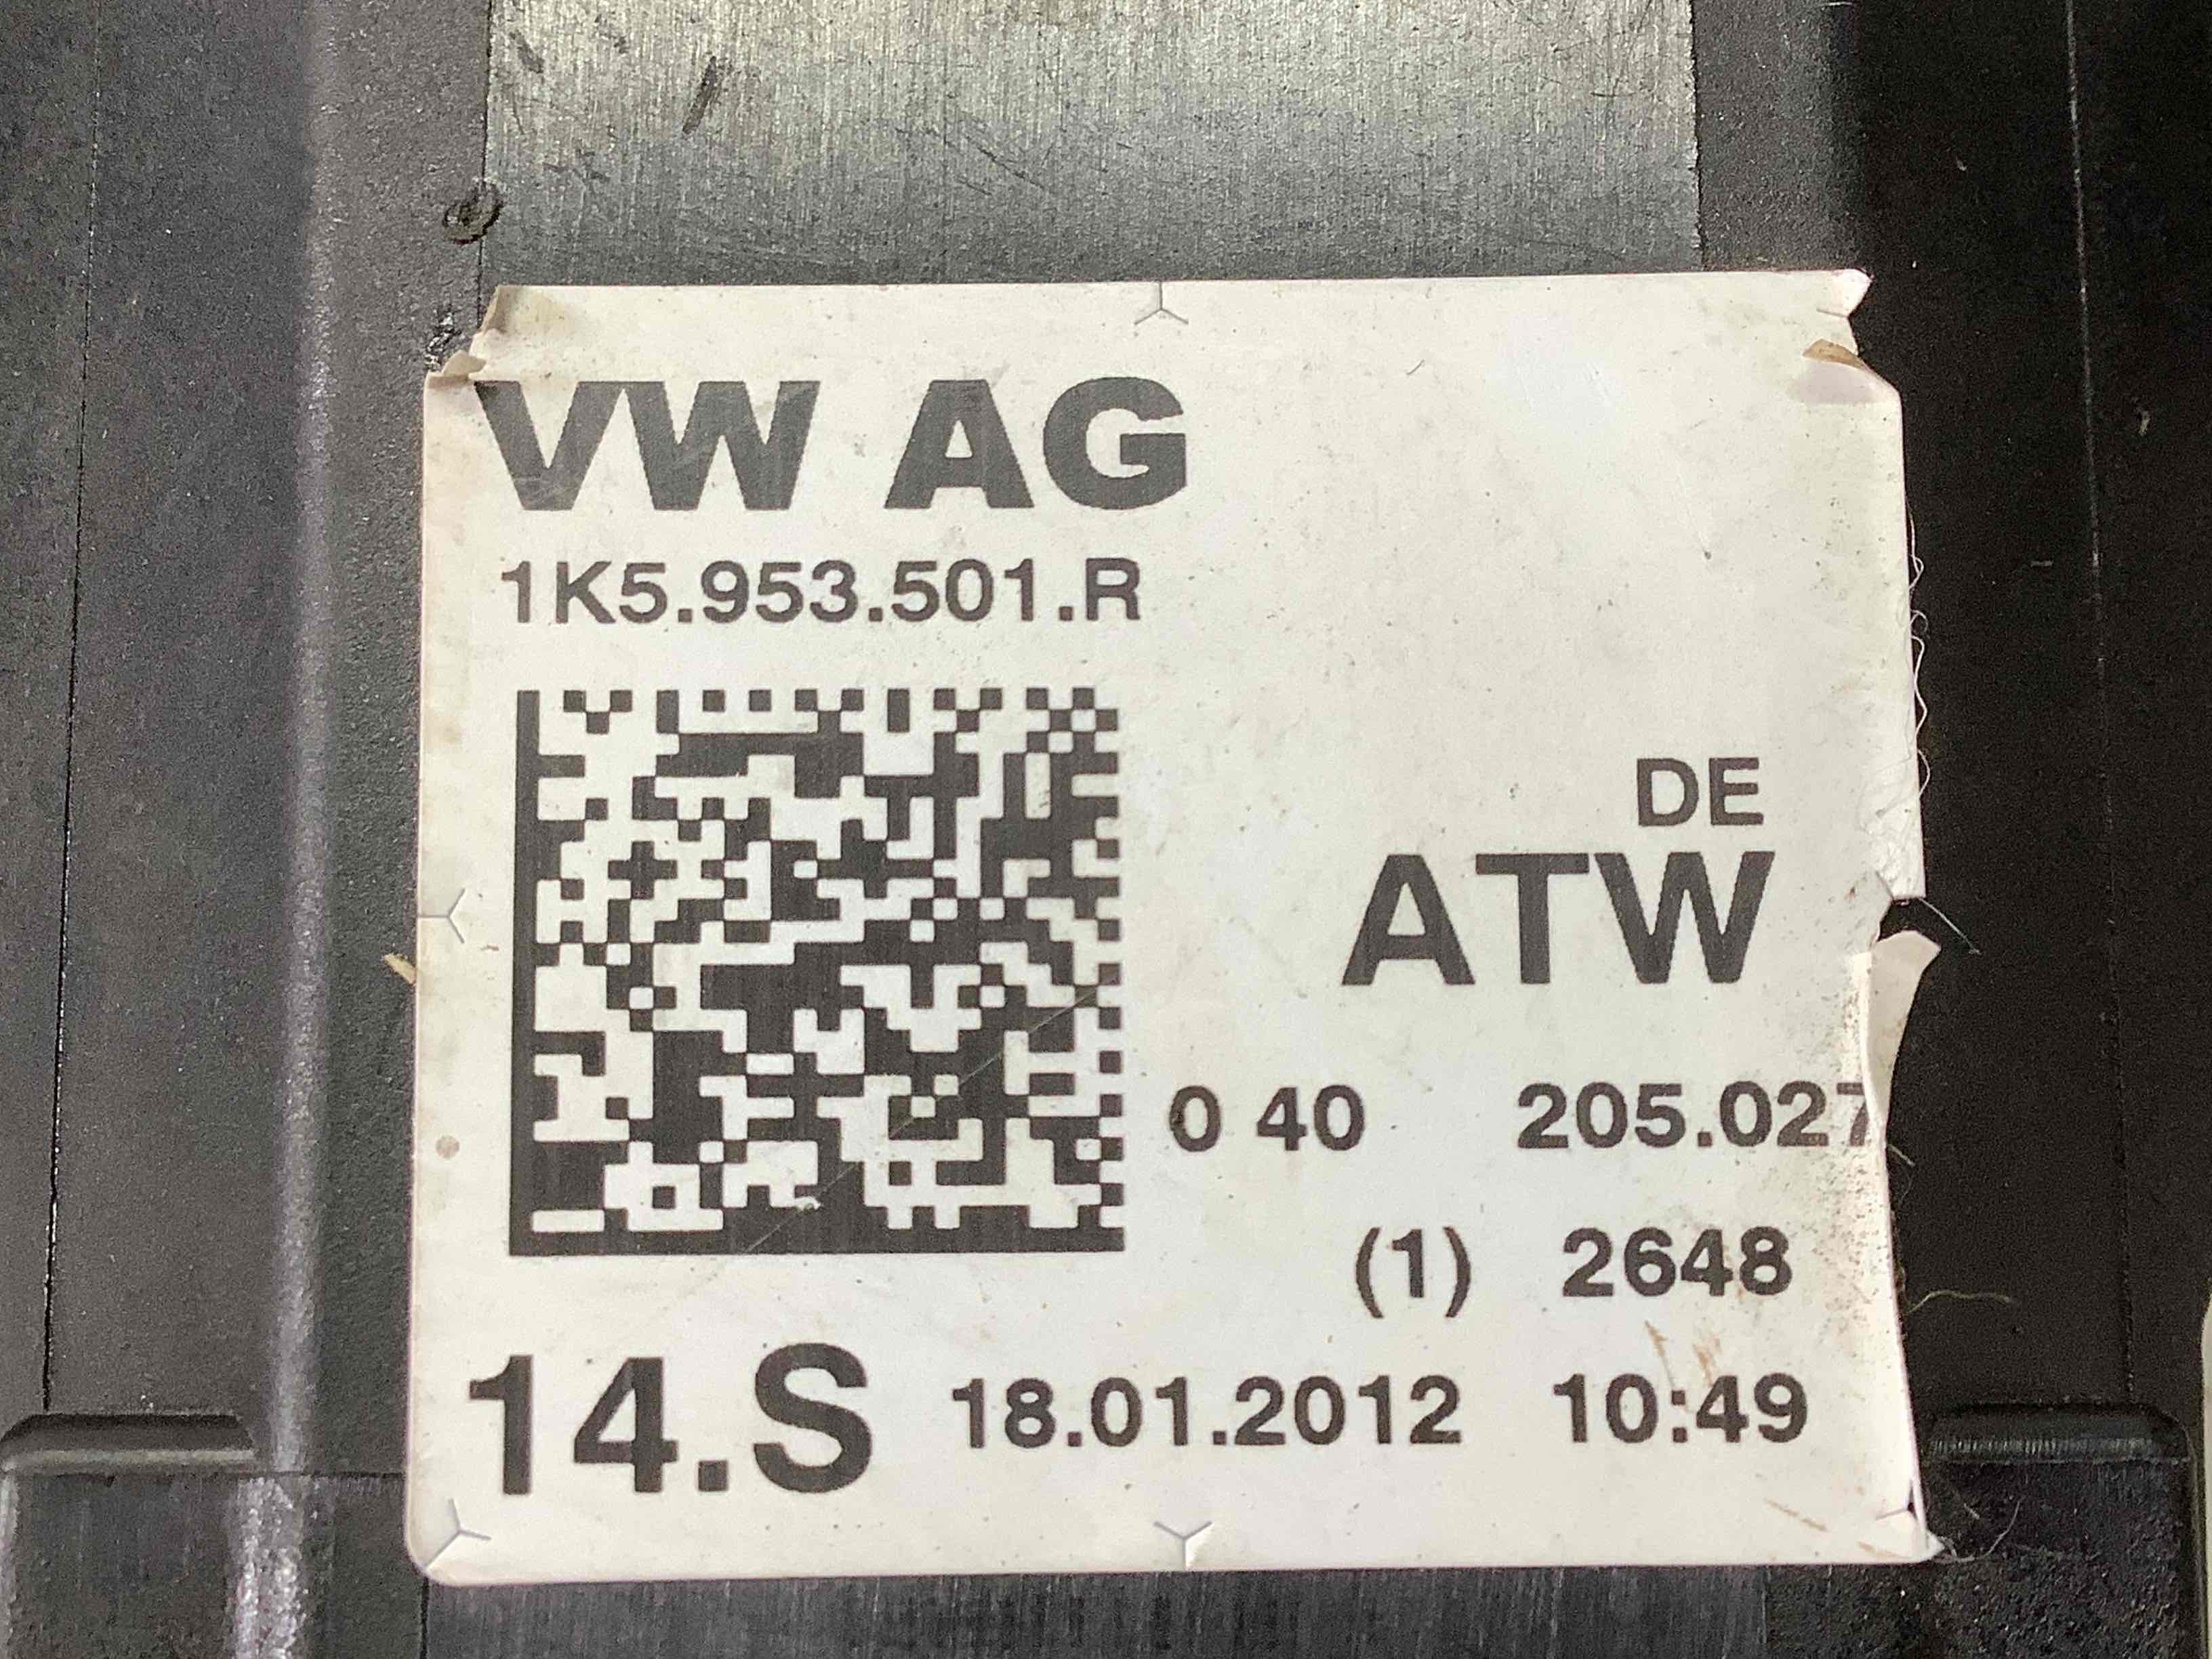 VW AG
1K5.953.501.R
DE
ATW
0 40 205.027
(1) 2648
14.S 18.01.2012 10:49